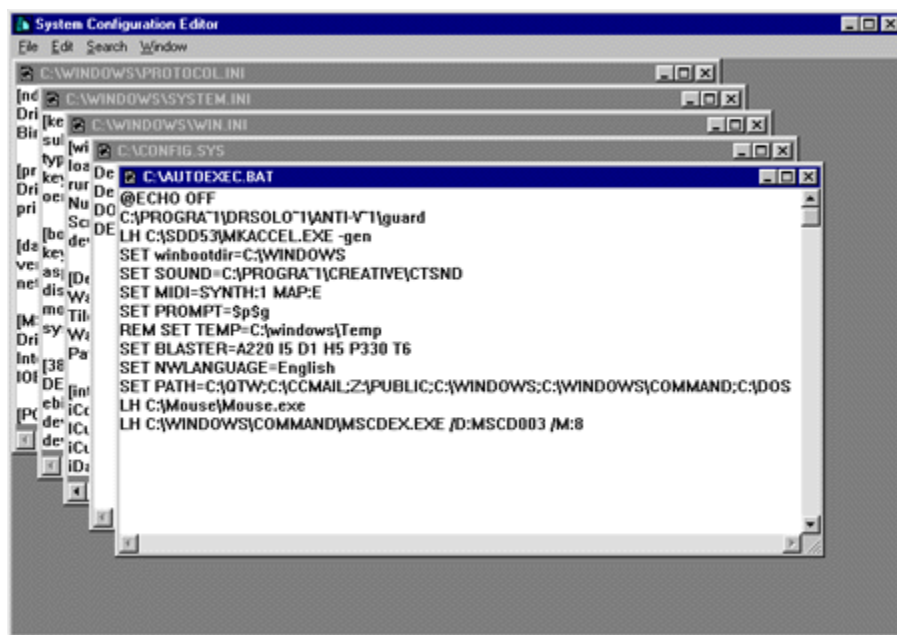 System Configuration Editor
File Edit Search Window
C:\WINDOWS\PROTOCOL.INI
C:\WINDOWS\SYSTEM.INI
C:\WINDOWS\WIN.INI
C:\CONFIG.SYS
C:\AUTOEXEC.BAT
@ECHO OFF
C:\PROGRA~1\DRSOLO~1\ANTI-V~1\guard
LH C:\SDD53\MKACCEL.EXE -gen
SET winbootdir=C:\WINDOWS
SET SOUND=C:\PROGRA~1\CREATIVE\CTSND
SET MIDI=SYNTH:1 MAP:E
SET PROMPT=$p$g
REM SET TEMP=C:\windows\Temp
SET BLASTER=A220 I5 D1 H5 P330 T6
SET NWLANGUAGE=English
SET PATH=C:\QTW;C:\CCMAIL;Z:\PUBLIC;C:\WINDOWS;C:\WINDOWS\COMMAND;C:\DOS
LH C:\Mouse\Mouse.exe
LH C:\WINDOWS\COMMAND\MSCDEX.EXE /D:MSCD003 /M:8